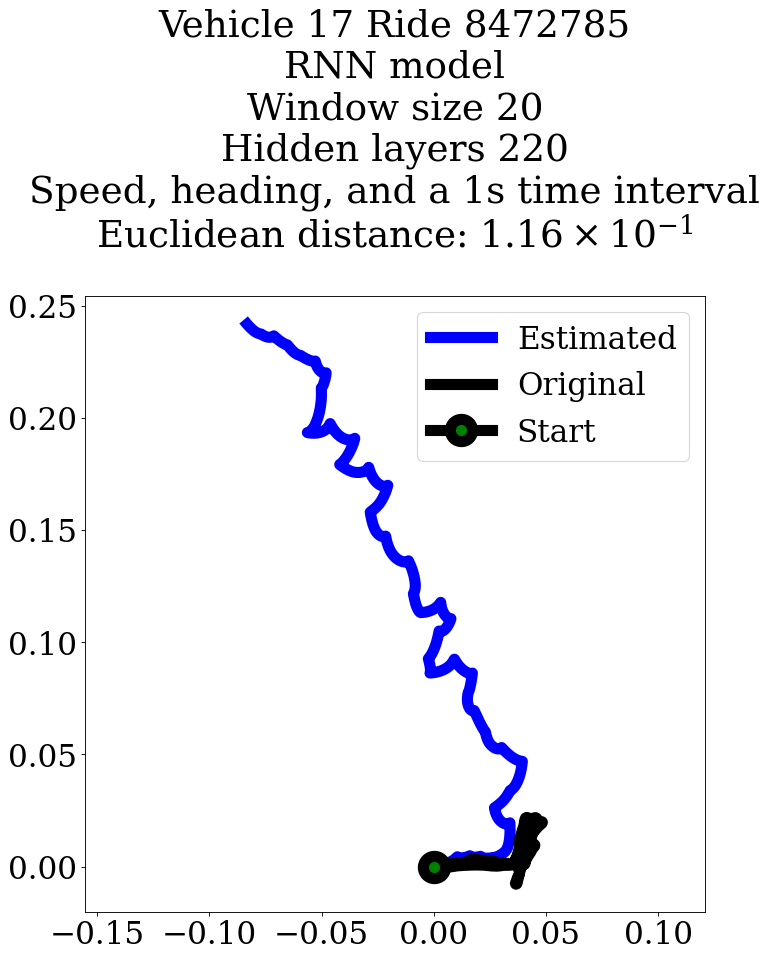 Vehicle 17 Ride 8472785
RNN model
Window size 20
Hidden layers 220
Speed, heading, and a 1s time interval
Euclidean distance: 1.16 × 10⁻¹
Estimated
Original
Start
0.25
0.20
0.15
0.10
0.05
0.00
−0.15 −0.10 −0.05 0.00 0.05 0.10